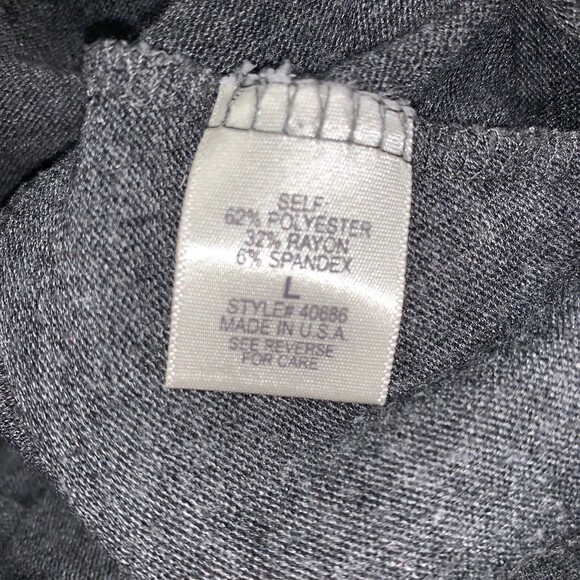 SELF-
62% POLYESTER
32% RAYON
6% SPANDEX
L
STYLE# 40686
MADE IN U.S.A.
SEE REVERSE
FOR CARE